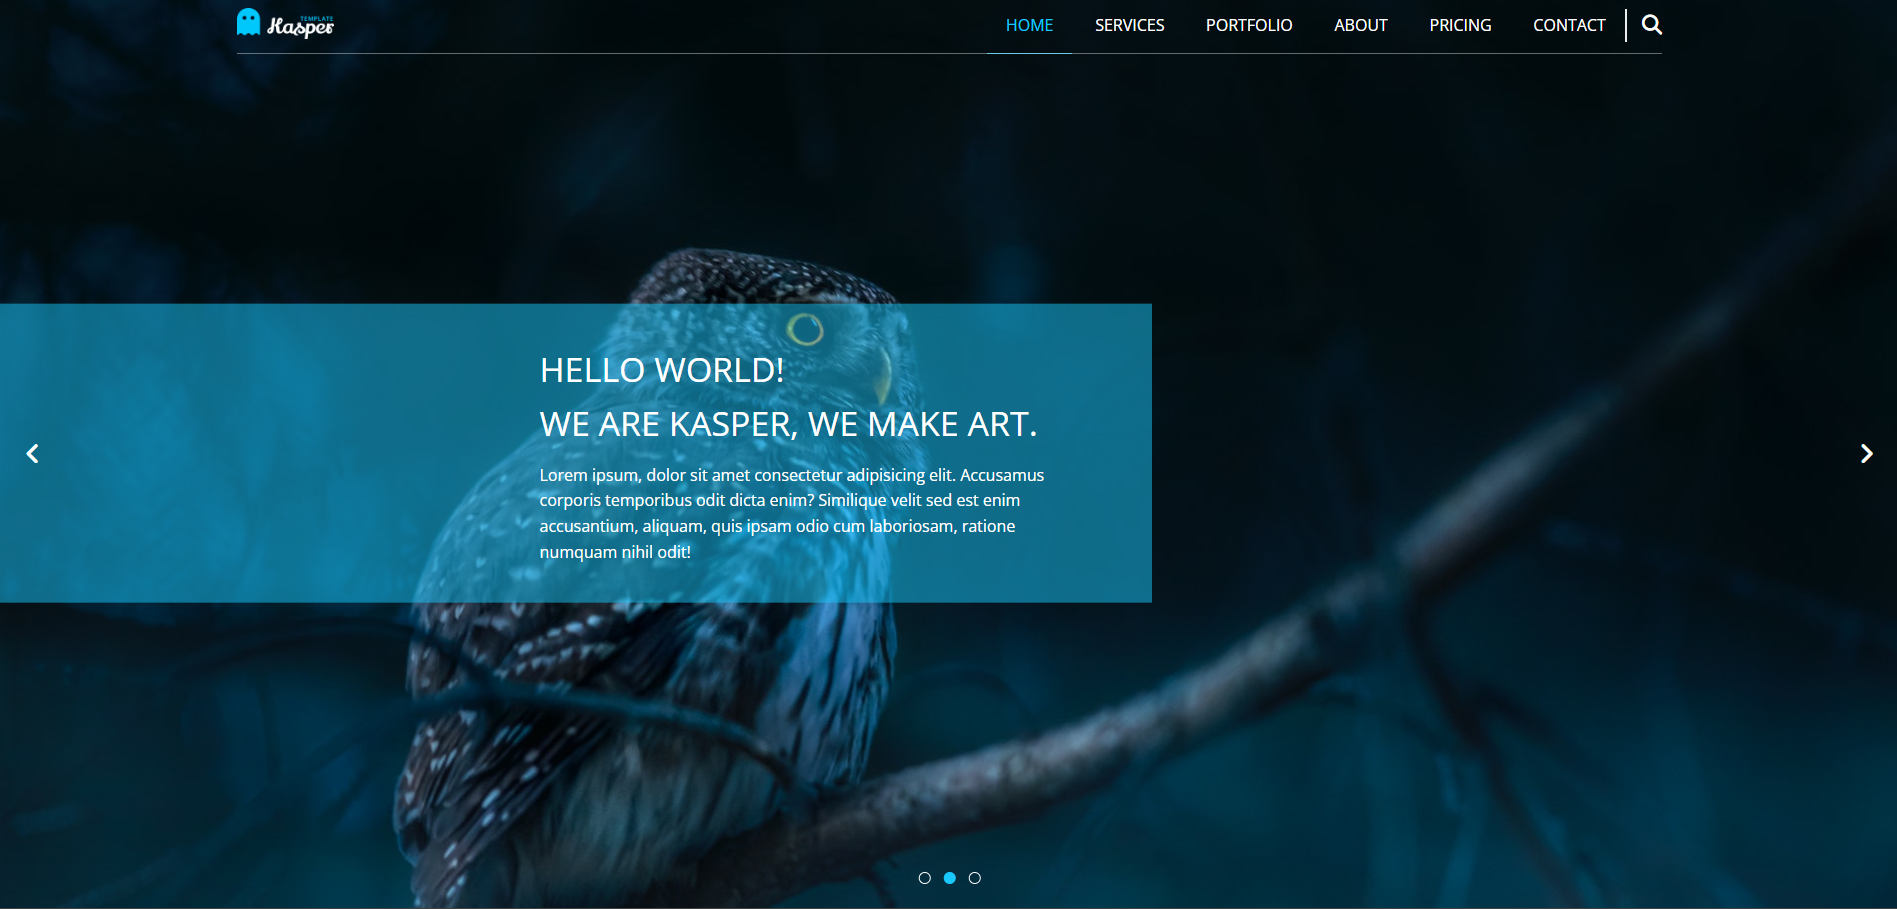 TEMPLATE
Kasper
HOME SERVICES PORTFOLIO ABOUT PRICING CONTACT
HELLO WORLD!
WE ARE KASPER, WE MAKE ART.
Lorem ipsum, dolor sit amet consectetur adipisicing elit. Accusamus
corporis temporibus odit dicta enim? Similique velit sed est enim
accusantium, aliquam, quis ipsam odio cum laboriosam, ratione
numquam nihil odit!